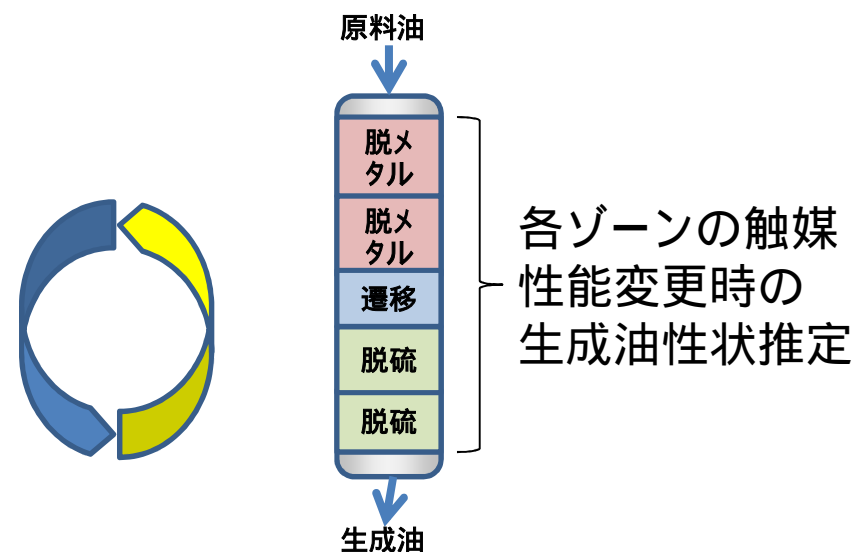 原料油
脱メ
タル
脱メ
タル
遷移
脱硫
脱硫
生成油
各ゾーンの触媒
性能変更時の
生成油性状推定